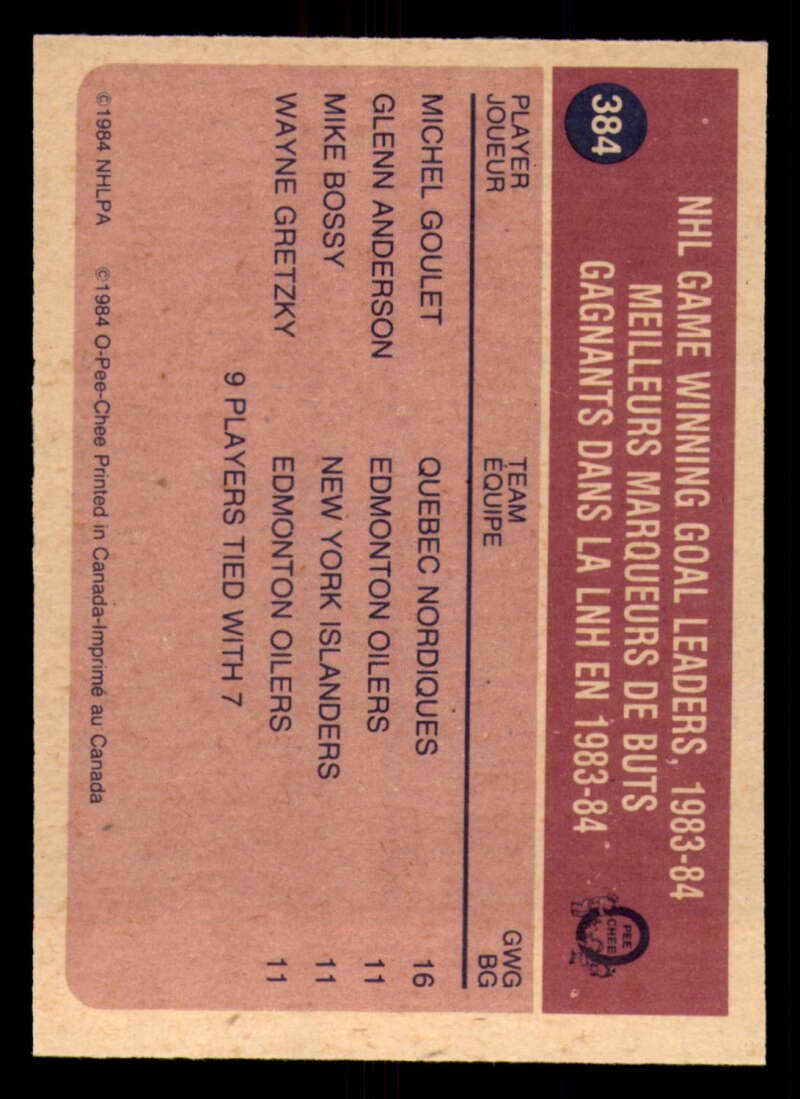 384
NHL GAME WINNING GOAL LEADERS, 1983-84
MEILLEURS MARQUEURS DE BUTS
GAGNANTS DANS LA LNH EN 1983-84
O
PEE
CHEE
PLAYER TEAM GWG
JOUEUR ÉQUIPE BG
MICHEL GOULET QUEBEC NORDIQUES 16
GLENN ANDERSON EDMONTON OILERS 11
MIKE BOSSY NEW YORK ISLANDERS 11
WAYNE GRETZKY EDMONTON OILERS 11
9 PLAYERS TIED WITH 7
©1984 NHLPA ©1984 O-Pee-Chee Printed in Canada-Imprimé au Canada